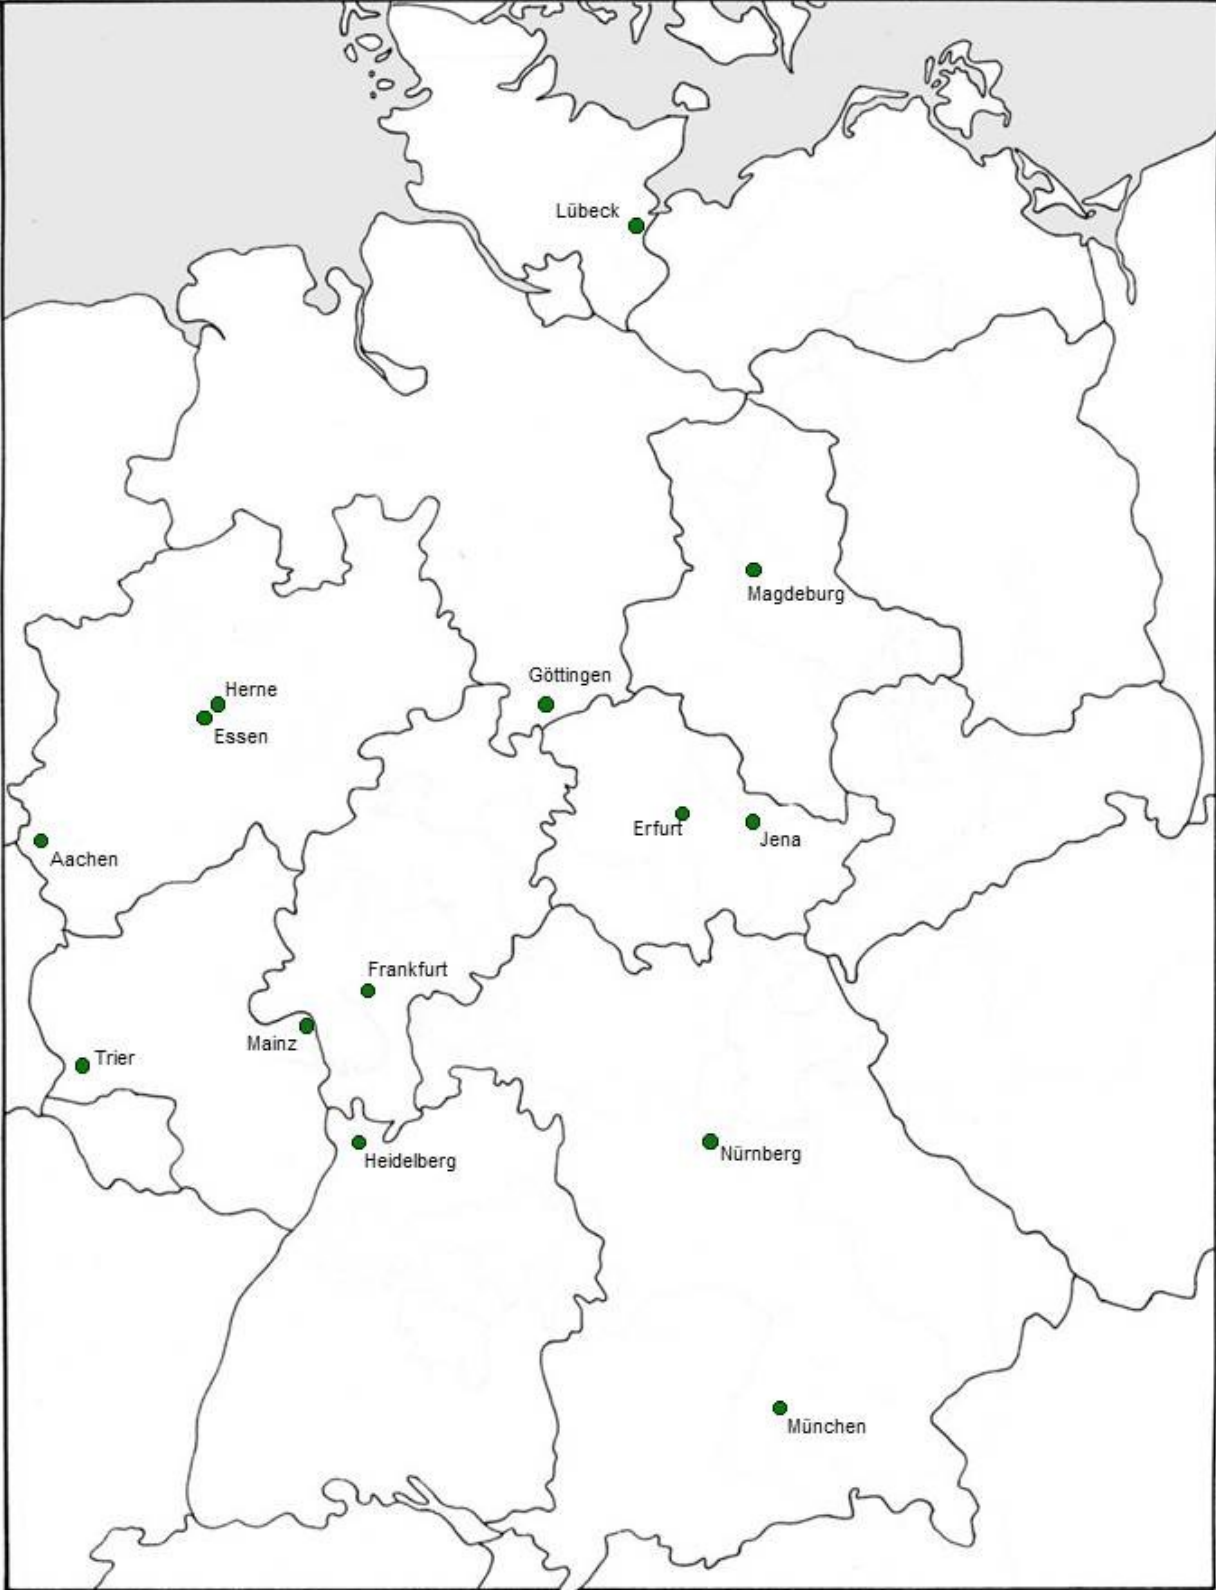 Lübeck
Magdeburg
Göttingen
Herne
Essen
Erfurt
Jena
Aachen
Frankfurt
Mainz
Trier
Nürnberg
Heidelberg
München